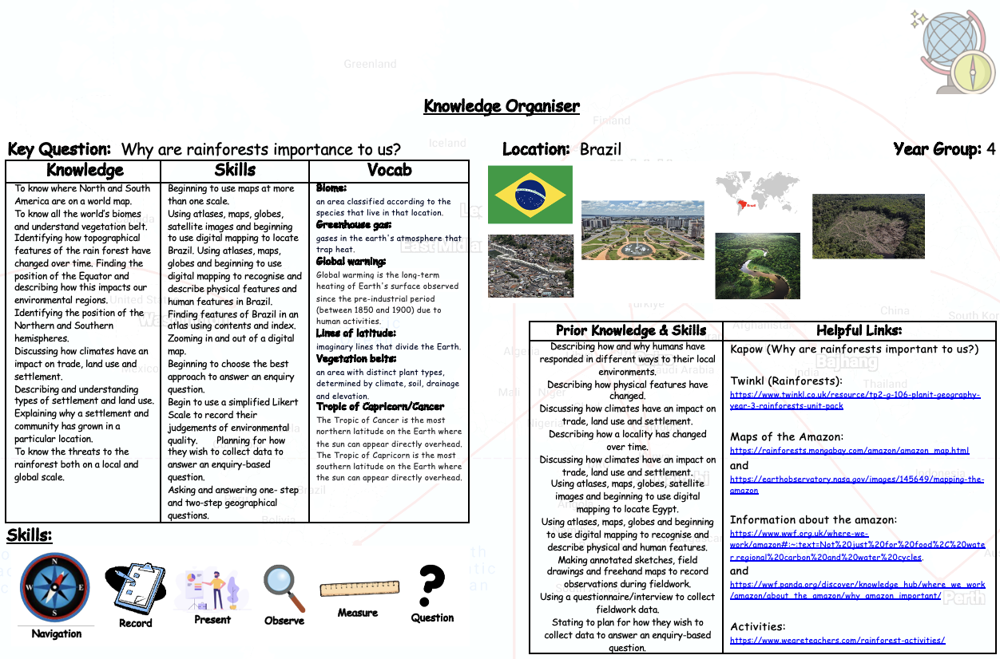 Greenland
Finland
Iceland
Knowledge Organiser
Key Question: Why are rainforests importance to us?
Location: Brazil
Year Group: 4
Knowledge
To know where North and South
America are on a world map.
To know all the world's biomes
and understand vegetation belt.
Identifying how topographical
features of the rain forest have
changed over time. Finding the
position of the Equator and
describing how this impacts our
environmental regions.
Identifying the position of the
Northern and Southern
hemispheres.
Discussing how climates have an
impact on trade, land use and
settlement.
Describing and understanding
types of settlement and land use.
Explaining why a settlement and
community has grown in a
particular location.
To know the threats to the
rainforest both on a local and
global scale.
Skills
Beginning to use maps at more
than one scale.
Using atlases, maps, globes,
satellite images and beginning
to use digital mapping to locate
Brazil. Using atlases, maps,
globes and beginning to use
digital mapping to recognise and
describe physical features and
human features in Brazil.
Finding features of Brazil in an
atlas using contents and index.
Zooming in and out of a digital
map.
Beginning to choose the best
approach to answer an enquiry
question.
Begin to use a simplified Likert
Scale to record their
judgements of environmental
quality. Planning for how
they wish to collect data to
answer an enquiry-based
question.
Asking and answering one- step
and two-step geographical
questions.
Vocab
Biome:
an area classified according to the
species that live in that location.
Greenhouse gas:
gases in the earth's atmosphere that
trap heat.
Global warning:
Global warming is the long-term
heating of Earth's surface observed
since the pre-industrial period
(between 1850 and 1900) due to
human activities.
Lines of latitude:
imaginary lines that divide the Earth.
Vegetation belts:
an area with distinct plant types,
determined by climate, soil, drainage
and elevation.
Tropic of Capricorn/Cancer
The Tropic of Cancer is the most
northern latitude on the Earth where
the sun can appear directly overhead.
The Tropic of Capricorn is the most
southern latitude on the Earth where
the sun can appear directly overhead.
Brazil
Prior Knowledge & Skills
Describing how and why humans have
responded in different ways to their local
environments.
Describing how physical features have
changed.
Discussing how climates have an impact on
trade, land use and settlement.
Describing how a locality has changed
over time.
Discussing how climates have an impact on
trade, land use and settlement.
Using atlases, maps, globes, satellite
images and beginning to use digital
mapping to locate Egypt.
Using atlases, maps, globes and beginning
to use digital mapping to recognise and
describe physical and human features.
Making annotated sketches, field
drawings and freehand maps to record
observations during fieldwork.
Using a questionnaire/interview to collect
fieldwork data.
Stating to plan for how they wish to
collect data to answer an enquiry-based
question.
Helpful Links:
Kapow (Why are rainforests important to us?)
Twinkl (Rainforests):
https://www.twinkl.co.uk/resource/tp2-g-106-planit-geography-
year-3-rainforests-unit-pack
Maps of the Amazon:
https://rainforests.mongabay.com/amazon/amazon_map.html
and
https://earthobservatory.nasa.gov/images/145649/mapping-the-
amazon
Information about the amazon:
https://www.wwf.org.uk/where-we-
work/amazon#:~:text=Not%20just%20for%20food%2C%20wate
r,regional%20carbon%20and%20water%20cycles.
and
https://wwf.panda.org/discover/knowledge_hub/where_we_work
/amazon/about_the_amazon/why_amazon_important/
Activities:
https://www.weareteachers.com/rainforest-activities/
China
South Kor
Afghanistan
Saudi Arabia
Bajhang
India
Thailand
Mali
Niger
Nigeria
Indonesia
Perth
Mexico
Brazil
Bolivia
Skills:
N
E
S
W
Navigation
Record
Present
Observe
Measure
Question